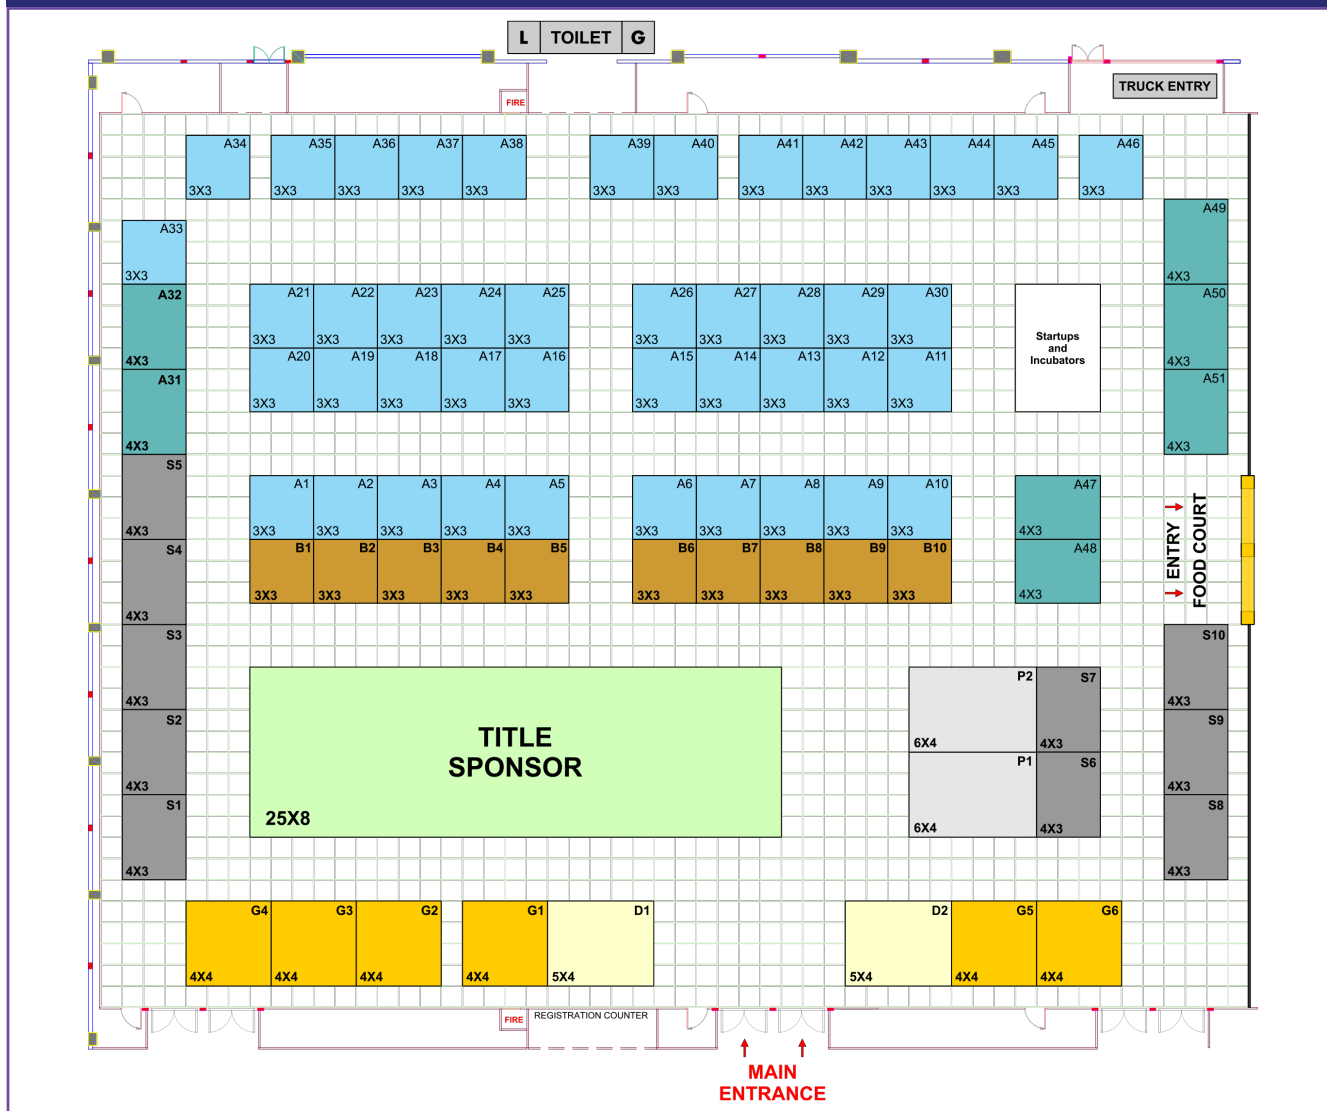 L TOILET G
TRUCK ENTRY
FIRE
A34 A35 A36 A37 A38 A39 A40 A41 A42 A43 A44 A45 A46
3X3 3X3 3X3 3X3 3X3 3X3 3X3 3X3 3X3 3X3 3X3 3X3 3X3
A49
4X3
A33
3X3
A32
4X3
A31
4X3
A21 A22 A23 A24 A25 A26 A27 A28 A29 A30
3X3 3X3 3X3 3X3 3X3 3X3 3X3 3X3 3X3 3X3
A20 A19 A18 A17 A16 A15 A14 A13 A12 A11
3X3 3X3 3X3 3X3 3X3 3X3 3X3 3X3 3X3 3X3
Startups
and
Incubators
A50
4X3
A51
4X3
S5
4X3
S4
4X3
A1 A2 A3 A4 A5 A6 A7 A8 A9 A10
3X3 3X3 3X3 3X3 3X3 3X3 3X3 3X3 3X3 3X3
B1 B2 B3 B4 B5 B6 B7 B8 B9 B10
3X3 3X3 3X3 3X3 3X3 3X3 3X3 3X3 3X3 3X3
A47
4X3
A48
4X3
ENTRY
FOOD COURT
S3
4X3
S2
4X3
S1
4X3
TITLE
SPONSOR
25X8
P2 S7
6X4 4X3
P1 S6
6X4 4X3
S10
4X3
S9
4X3
S8
4X3
G4 G3 G2 G1 D1 D2 G5 G6
4X4 4X4 4X4 4X4 5X4 5X4 4X4 4X4
FIRE
REGISTRATION COUNTER
MAIN
ENTRANCE